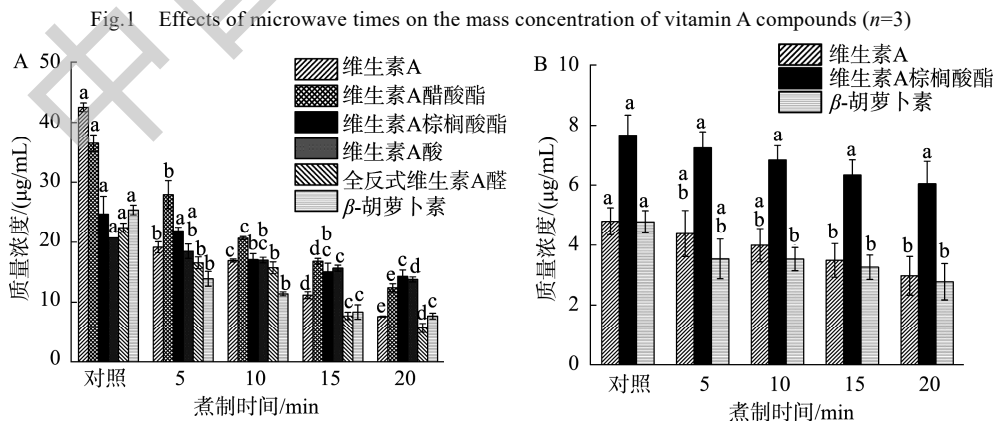 Fig.1 Effects of microwave times on the mass concentration of vitamin A compounds (n=3)
A
50
40
30
20
10
0
质量浓度/(μg/mL)
维生素A
维生素A醋酸酯
维生素A棕榈酸酯
维生素A酸
全反式维生素A醛
β-胡萝卜素
a a a a a a
b b a a b b
c b b b b b c b
d d b b c c c
e e c d d c
对照 5 10 15 20
煮制时间/min
B
10
8
6
4
2
0
质量浓度/(μg/mL)
维生素A
维生素A棕榈酸酯
β-胡萝卜素
a a a
a b a a b
a b a b
b a b
b a b
对照 5 10 15 20
煮制时间/min
中